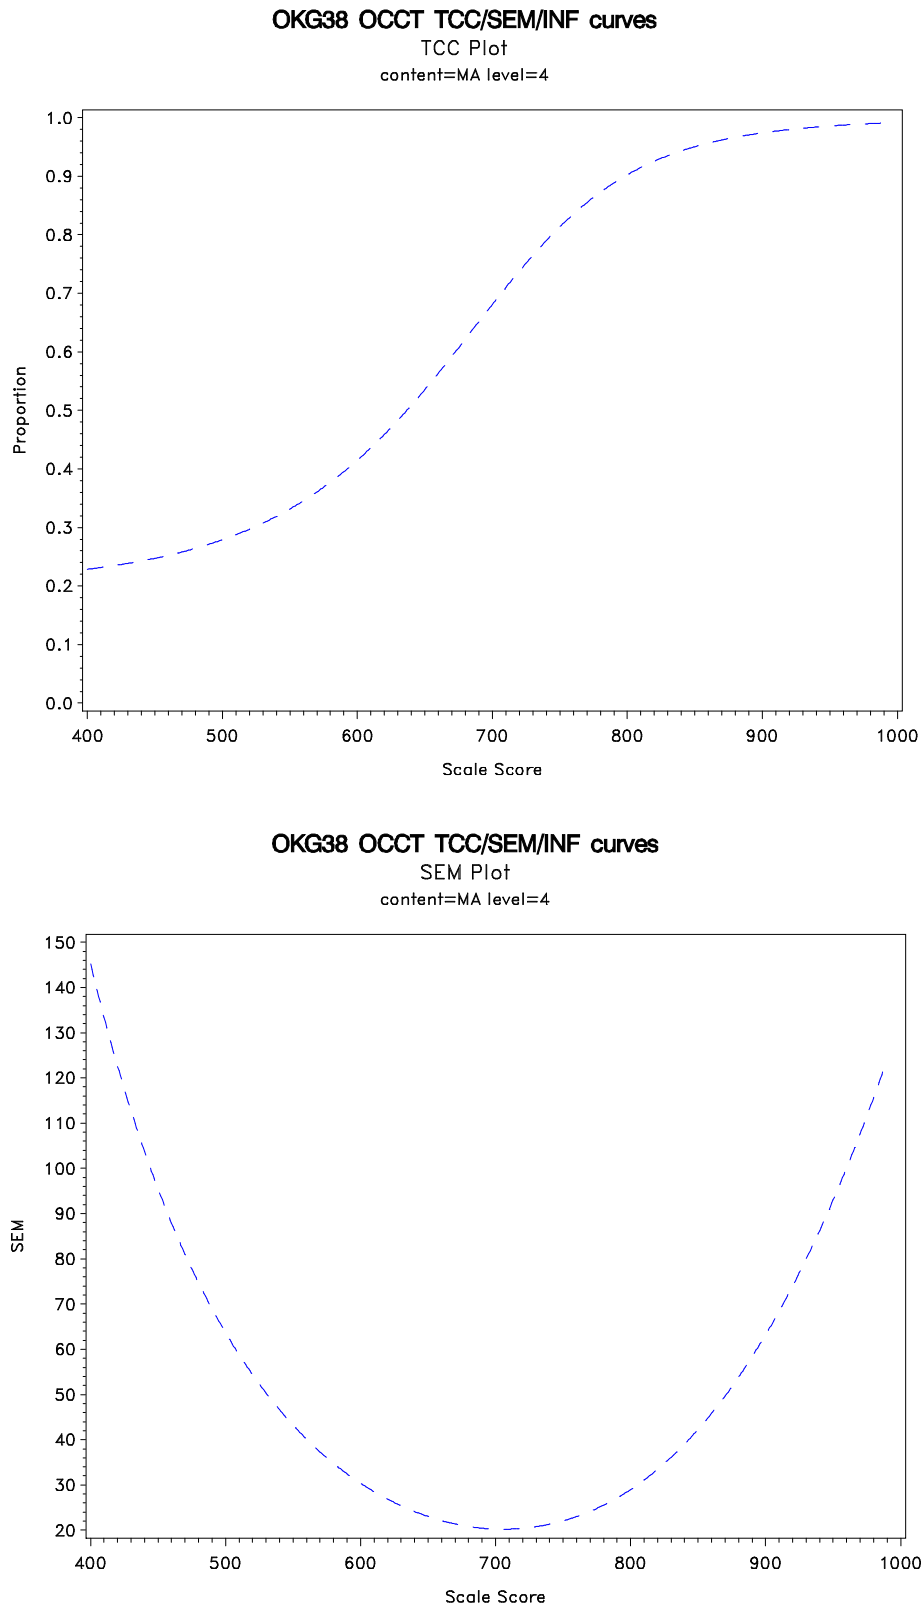 OKG38 OCCT TCC/SEM/INF curves
TCC Plot
content=MA level=4
1.0
0.9
0.8
0.7
0.6
0.5
0.4
0.3
0.2
0.1
0.0
Proportion
400 500 600 700 800 900 1000
Scale Score
OKG38 OCCT TCC/SEM/INF curves
SEM Plot
content=MA level=4
150
140
130
120
110
100
90
80
70
60
50
40
30
20
SEM
400 500 600 700 800 900 1000
Scale Score